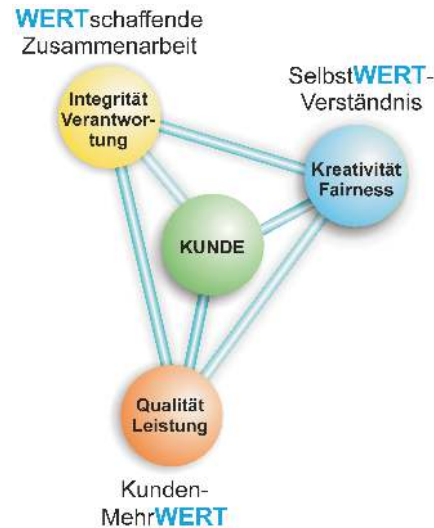 WERTschaffende
Zusammenarbeit
Integrität
Verantwor-
tung
SelbstWERT-
Verständnis
Kreativität
Fairness
KUNDE
Qualität
Leistung
Kunden-
MehrWERT